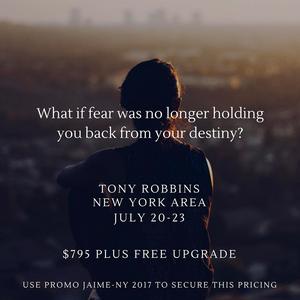 What if fear was no longer holding
you back from your destiny?
TONY ROBBINS
NEW YORK AREA
JULY 20-23
$795 PLUS FREE UPGRADE
USE PROMO JAIME-NY 2017 TO SECURE THIS PRICING